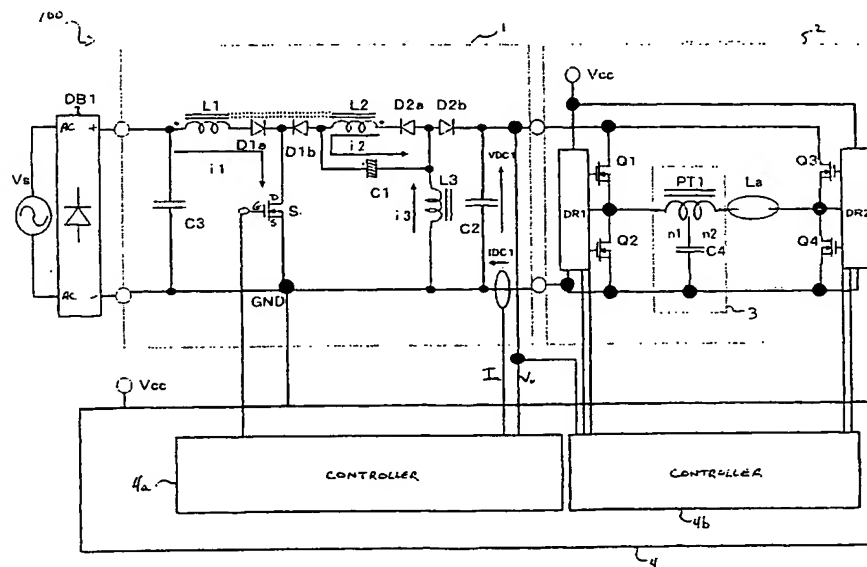 100
1
2
DB1
AC +
Vs
AC -
L1
L2
D2a
D2b
D1a
D1b
i1
i2
C1
C3
G
D
S
S.
i3
L3
C2
VDC1
IDC1
GND
Vcc
Q1
Q2
DR1
PT1
n1
n2
C4
La
Q3
Q4
DR2
3
Vcc
I
4a
CONTROLLER
CONTROLLER
4b
4